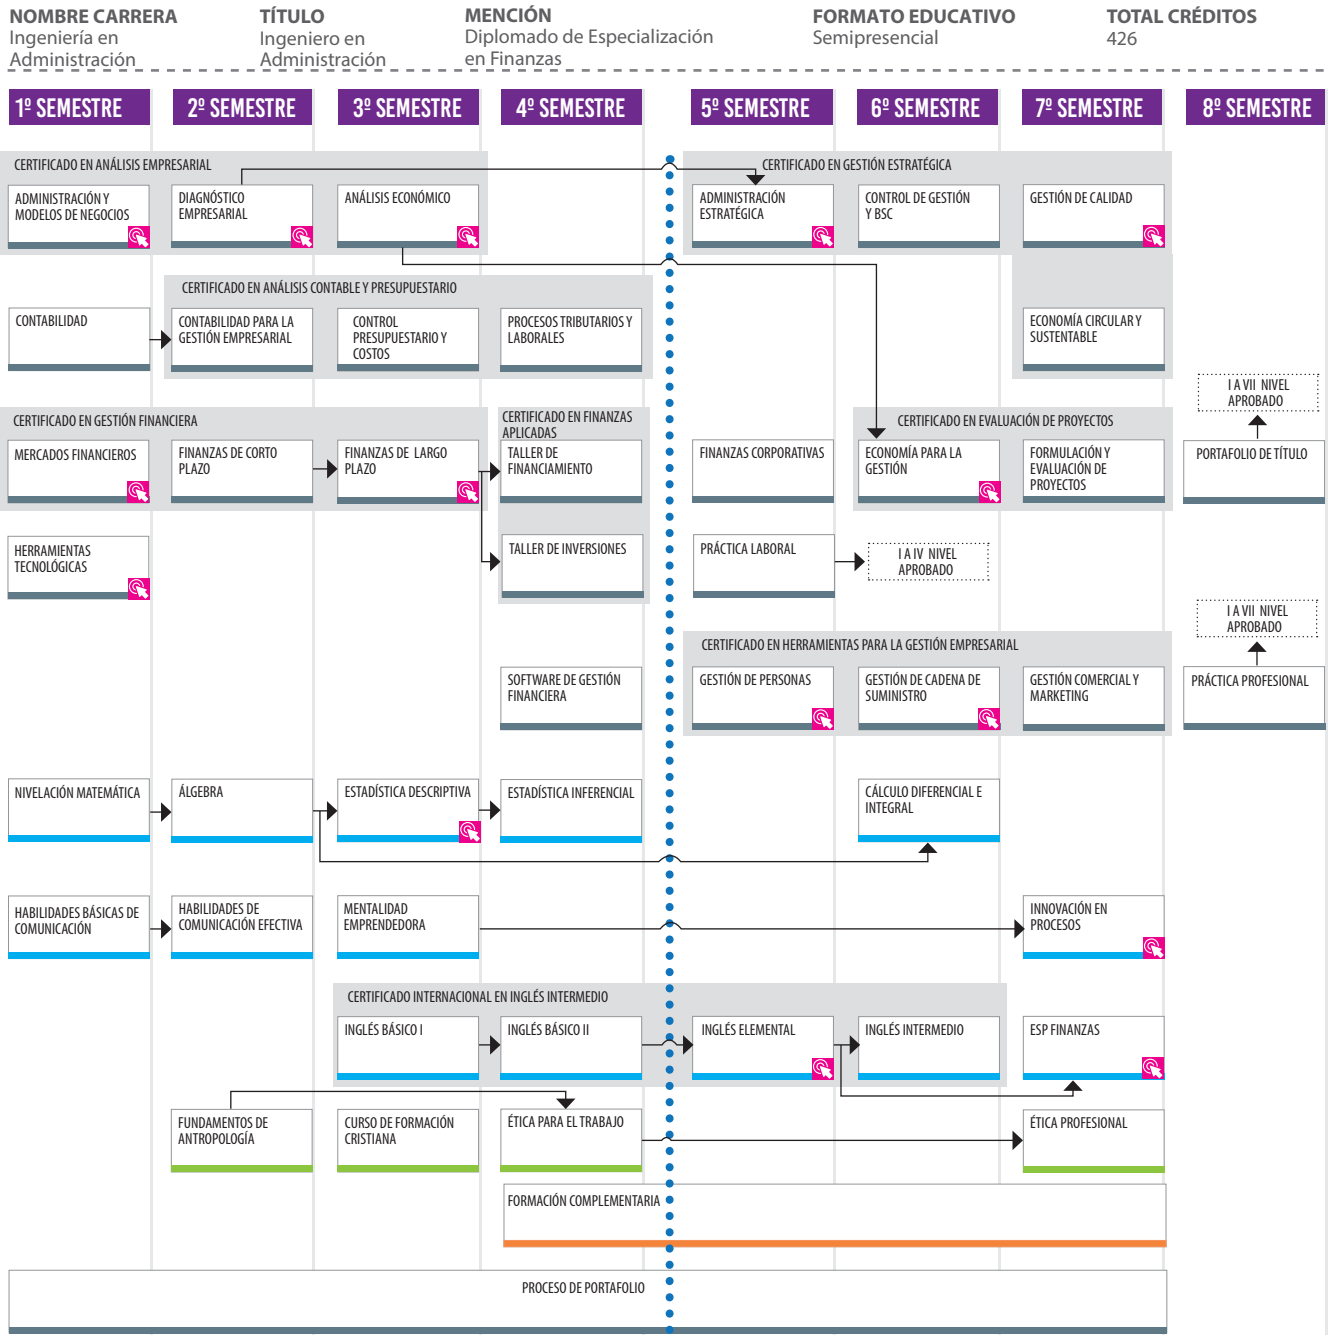 NOMBRE CARRERA
Ingeniería en
Administración
TÍTULO
Ingeniero en
Administración
MENCIÓN
Diplomado de Especialización
en Finanzas
FORMATO EDUCATIVO
Semipresencial
TOTAL CRÉDITOS
426
1º SEMESTRE
2º SEMESTRE
3º SEMESTRE
4º SEMESTRE
5º SEMESTRE
6º SEMESTRE
7º SEMESTRE
8º SEMESTRE
CERTIFICADO EN ANÁLISIS EMPRESARIAL
CERTIFICADO EN GESTIÓN ESTRATÉGICA
ADMINISTRACIÓN Y
MODELOS DE NEGOCIOS
DIAGNÓSTICO
EMPRESARIAL
ANÁLISIS ECONÓMICO
ADMINISTRACIÓN
ESTRATÉGICA
CONTROL DE GESTIÓN
Y BSC
GESTIÓN DE CALIDAD
CERTIFICADO EN ANÁLISIS CONTABLE Y PRESUPUESTARIO
CONTABILIDAD
CONTABILIDAD PARA LA
GESTIÓN EMPRESARIAL
CONTROL
PRESUPUESTARIO Y
COSTOS
PROCESOS TRIBUTARIOS Y
LABORALES
ECONOMÍA CIRCULAR Y
SUSTENTABLE
I A VII NIVEL
APROBADO
CERTIFICADO EN GESTIÓN FINANCIERA
CERTIFICADO EN FINANZAS
APLICADAS
CERTIFICADO EN EVALUACIÓN DE PROYECTOS
MERCADOS FINANCIEROS
FINANZAS DE CORTO
PLAZO
FINANZAS DE LARGO
PLAZO
TALLER DE
FINANCIAMIENTO
FINANZAS CORPORATIVAS
ECONOMÍA PARA LA
GESTIÓN
FORMULACIÓN Y
EVALUACIÓN DE
PROYECTOS
PORTAFOLIO DE TÍTULO
HERRAMIENTAS
TECNOLÓGICAS
TALLER DE INVERSIONES
PRÁCTICA LABORAL
I A IV NIVEL
APROBADO
I A VII NIVEL
APROBADO
CERTIFICADO EN HERRAMIENTAS PARA LA GESTIÓN EMPRESARIAL
SOFTWARE DE GESTIÓN
FINANCIERA
GESTIÓN DE PERSONAS
GESTIÓN DE CADENA DE
SUMINISTRO
GESTIÓN COMERCIAL Y
MARKETING
PRÁCTICA PROFESIONAL
NIVELACIÓN MATEMÁTICA
ÁLGEBRA
ESTADÍSTICA DESCRIPTIVA
ESTADÍSTICA INFERENCIAL
CÁLCULO DIFERENCIAL E
INTEGRAL
HABILIDADES BÁSICAS DE
COMUNICACIÓN
HABILIDADES DE
COMUNICACIÓN EFECTIVA
MENTALIDAD
EMPRENDEDORA
INNOVACIÓN EN
PROCESOS
CERTIFICADO INTERNACIONAL EN INGLÉS INTERMEDIO
INGLÉS BÁSICO I
INGLÉS BÁSICO II
INGLÉS ELEMENTAL
INGLÉS INTERMEDIO
ESP FINANZAS
FUNDAMENTOS DE
ANTROPOLOGÍA
CURSO DE FORMACIÓN
CRISTIANA
ÉTICA PARA EL TRABAJO
ÉTICA PROFESIONAL
FORMACIÓN COMPLEMENTARIA
PROCESO DE PORTAFOLIO